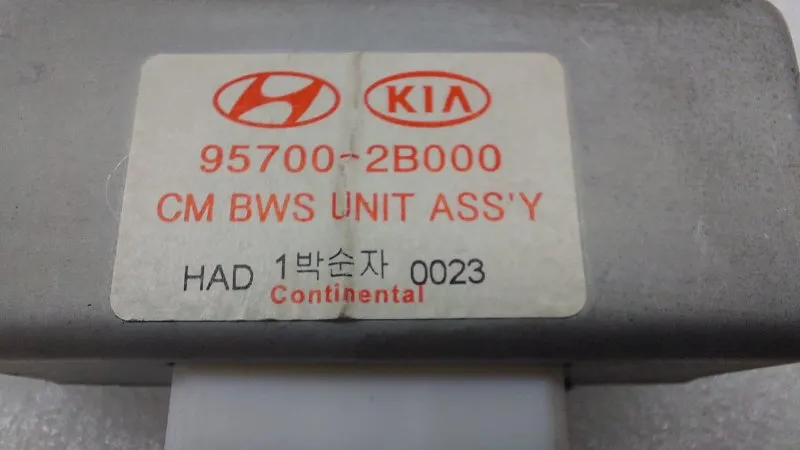 KIA
95700-2B000
CM BWS UNIT ASS'Y
HAD 1박순자 0023
Continental